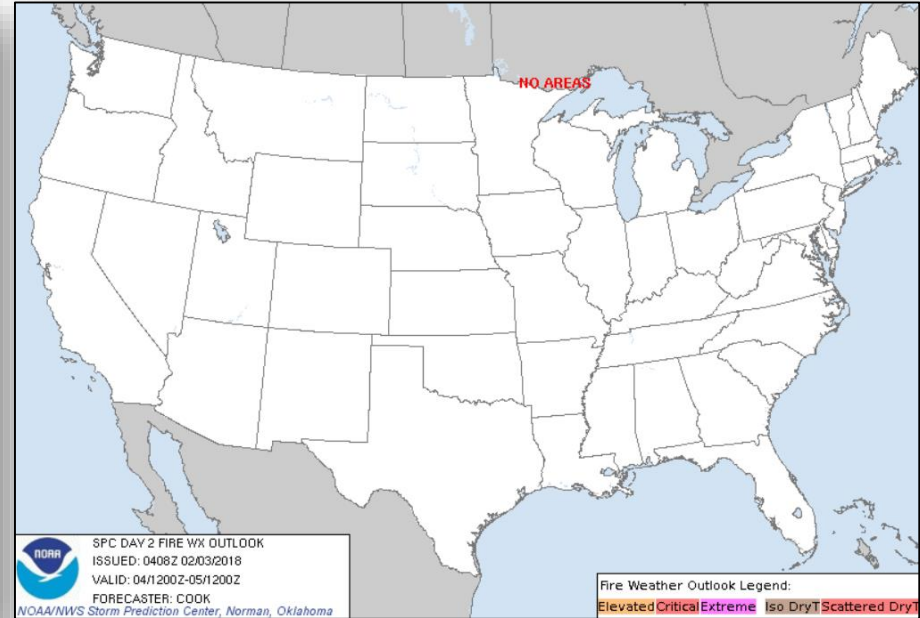 NO AREAS
NOAA
SPC DAY 2 FIRE WX OUTLOOK
ISSUED: 0408Z 02/03/2018
VALID: 04/1200Z-05/1200Z
FORECASTER: COOK
NOAA/NWS Storm Prediction Center, Norman, Oklahoma
Fire Weather Outlook Legend:
Elevated Critical Extreme Iso DryT Scattered DryT